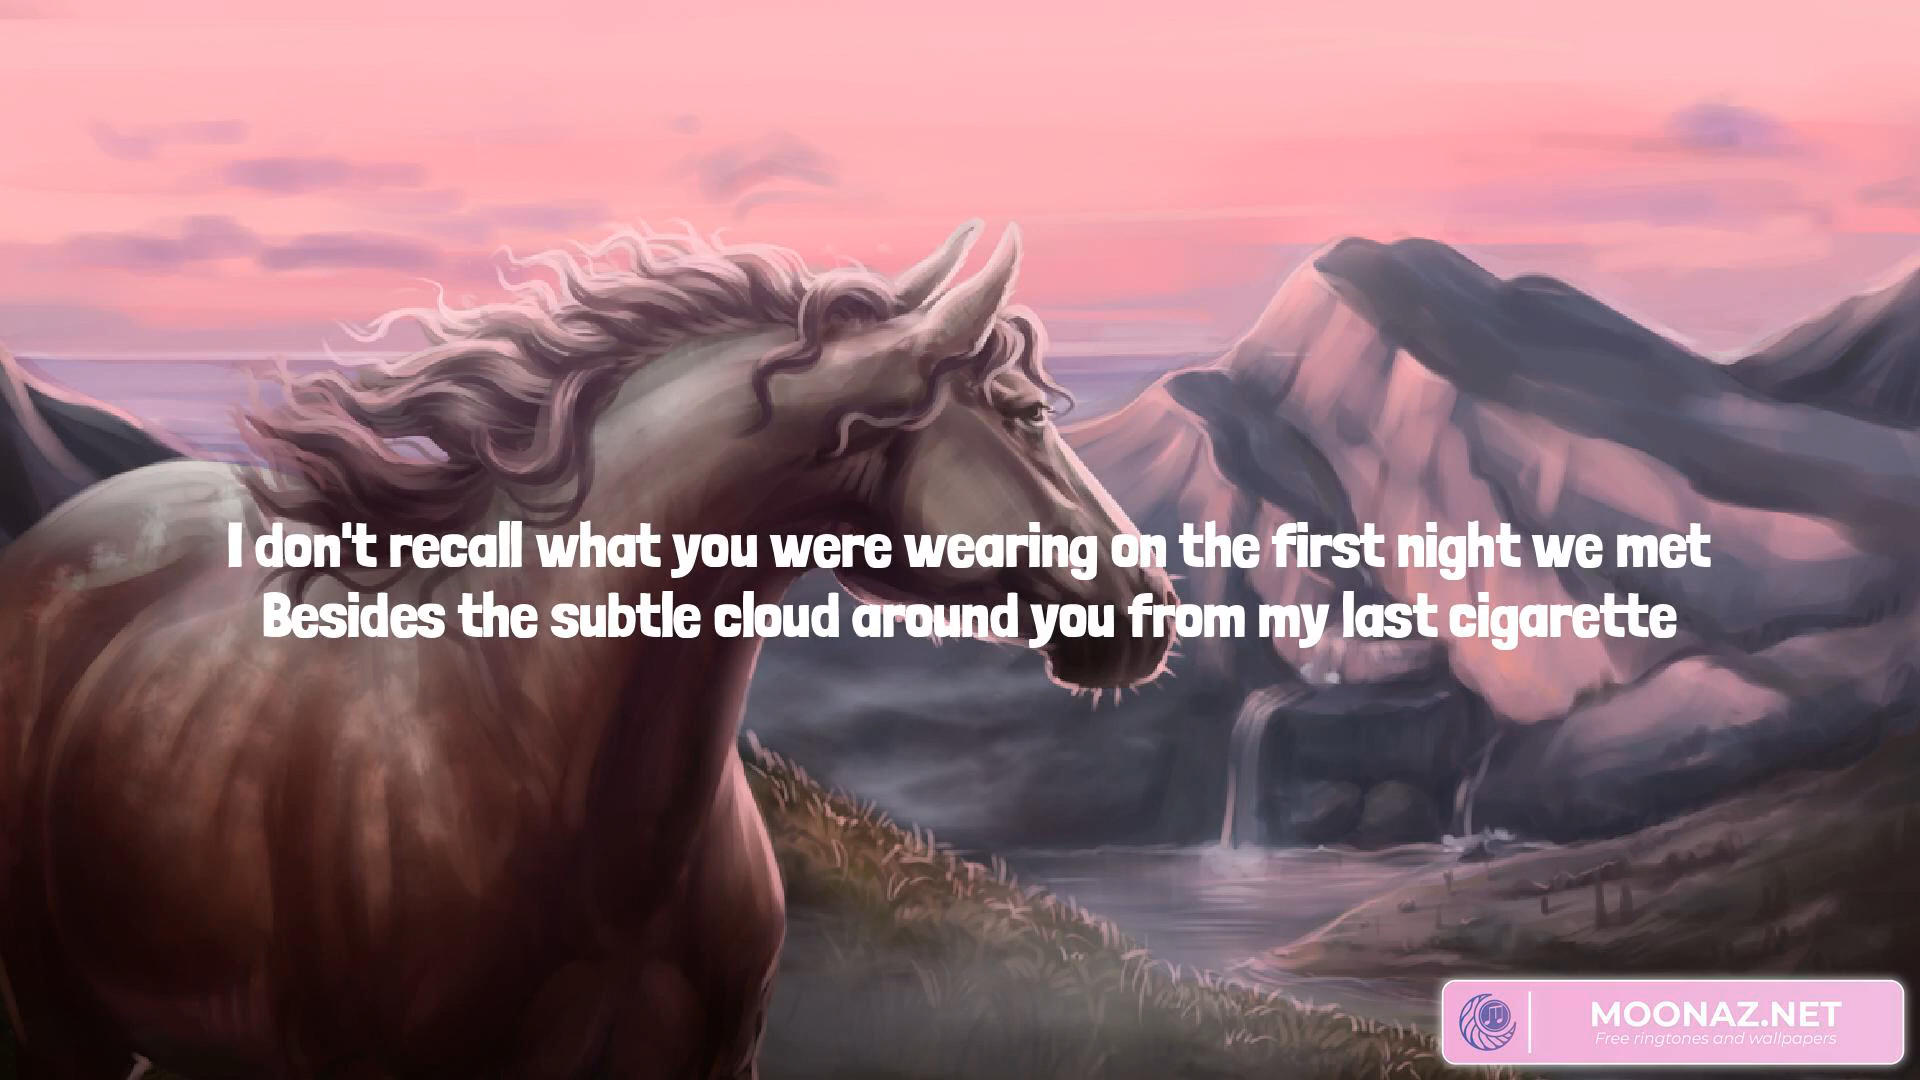 I don't recall what you were wearing on the first night we met
Besides the subtle cloud around you from my last cigarette
MOONAZ.NET
Free ringtones and wallpapers